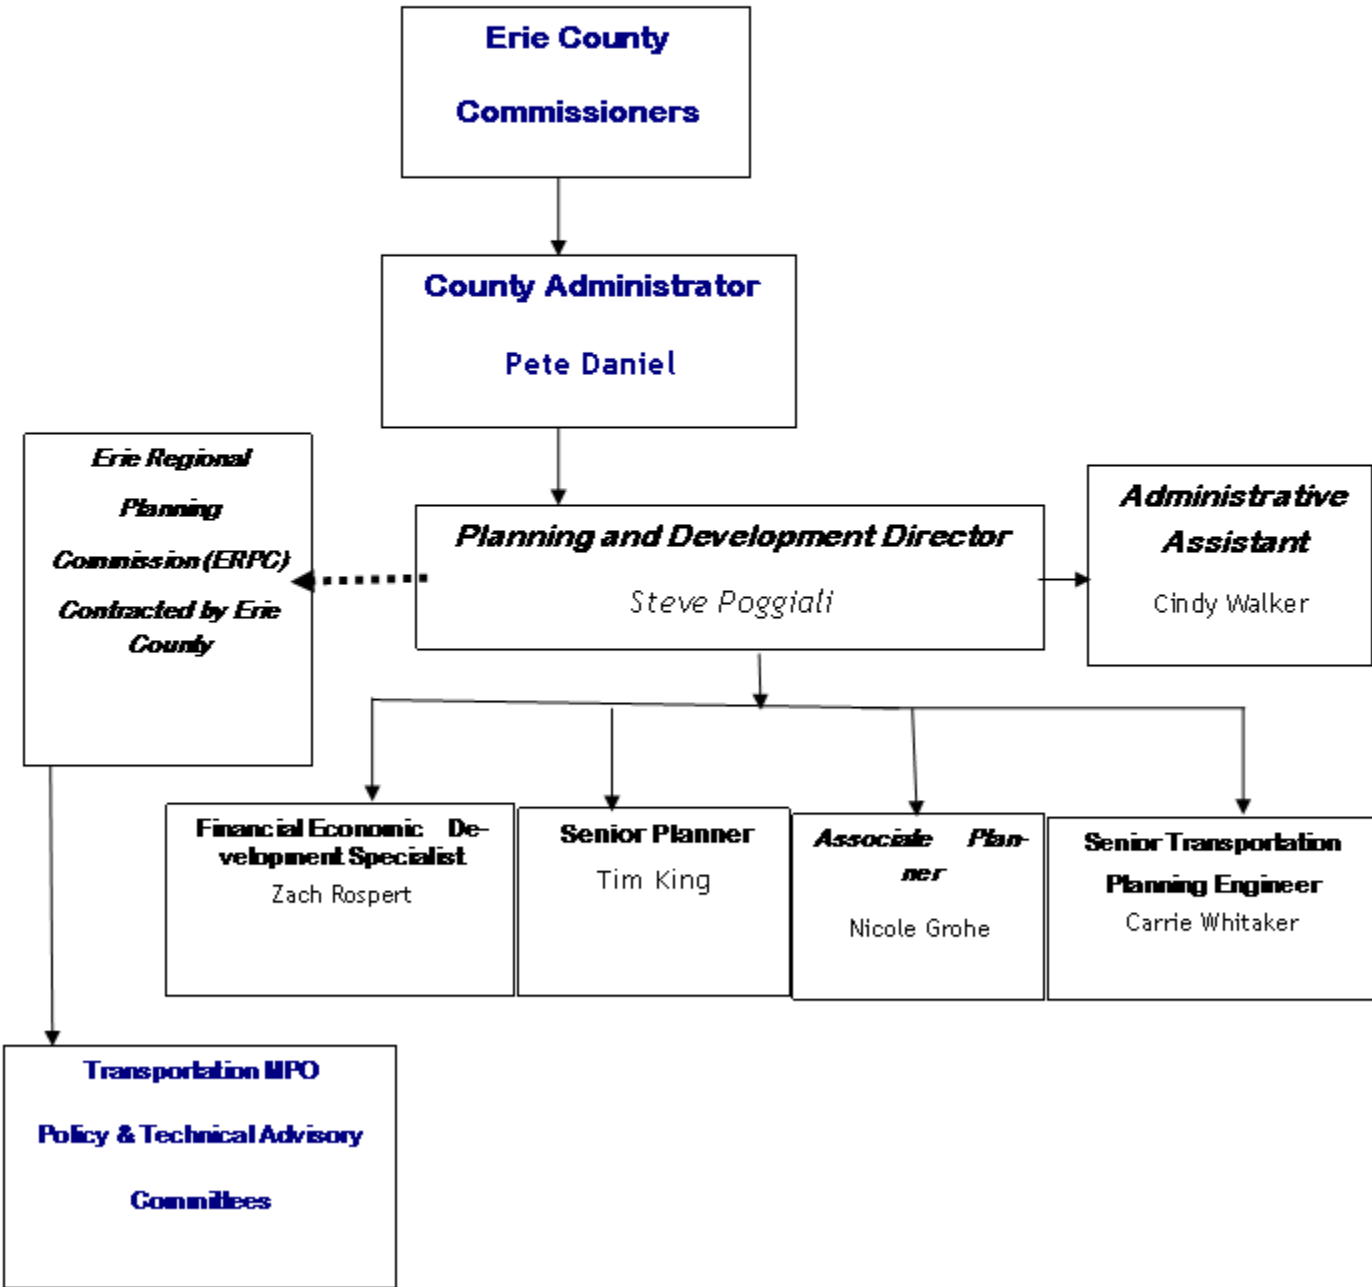 Erie County
Commissioners
County Administrator
Pete Daniel
Erie Regional
Planning
Commission (ERPC)
Contracted by Erie
County
Planning and Development Director
Steve Poggiali
Administrative
Assistant
Cindy Walker
Financial Economic De-
velopment Specialist
Zach Rospert
Senior Planner
Tim King
Associate Plan-
ner
Nicole Grohe
Senior Transportation
Planning Engineer
Carrie Whitaker
Transportation MPO
Policy & Technical Advisory
Committees